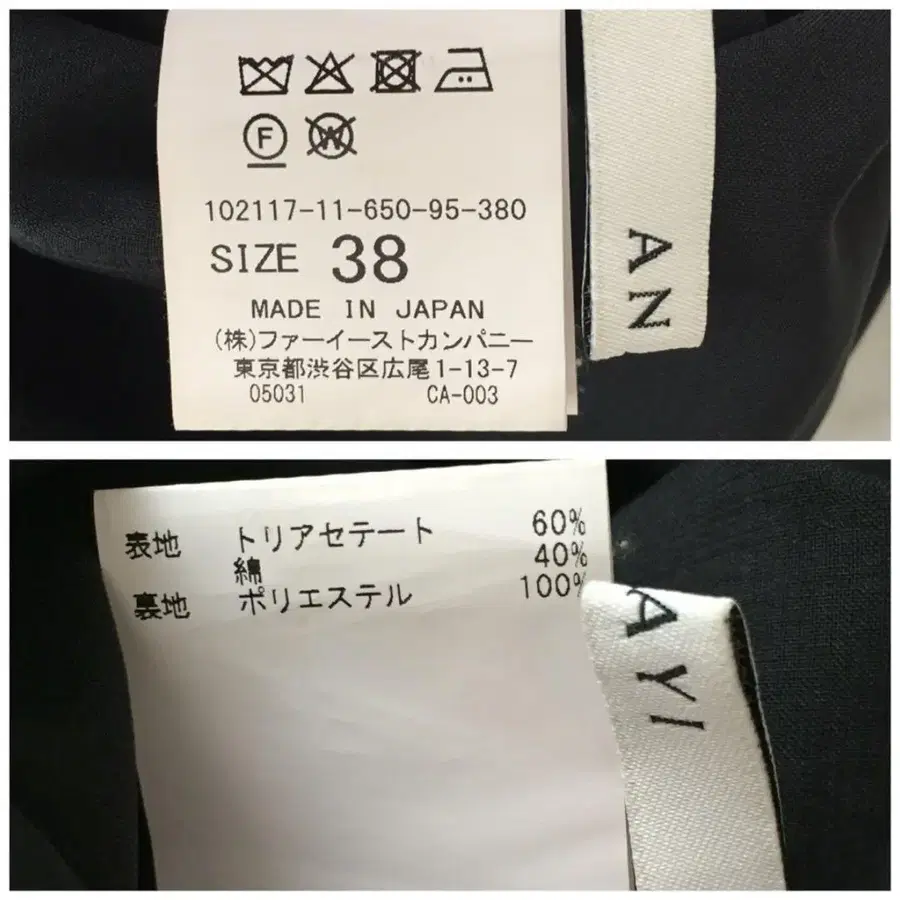 F
W
102117-11-650-95-380
SIZE 38
MADE IN JAPAN
(株)ファーイーストカンパニー
東京都渋谷区広尾1-13-7
05031 CA-003
AN
表地 トリアセテート 60%
綿 40%
裏地 ポリエステル 100%
AYI